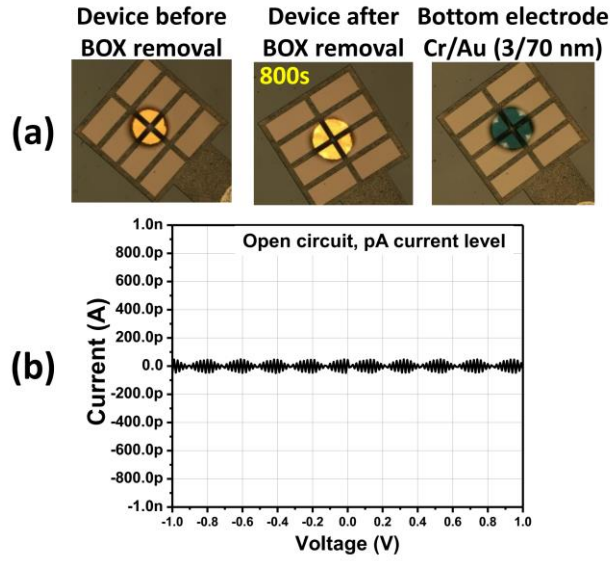 Device before
BOX removal
Device after
BOX removal
Bottom electrode
Cr/Au (3/70 nm)
800s
(a)
(b)
Open circuit, pA current level
Current (A)
1.0n
800.0p
600.0p
400.0p
200.0p
0.0
-200.0p
-400.0p
-600.0p
-800.0p
-1.0n
-1.0 -0.8 -0.6 -0.4 -0.2 0.0 0.2 0.4 0.6 0.8 1.0
Voltage (V)